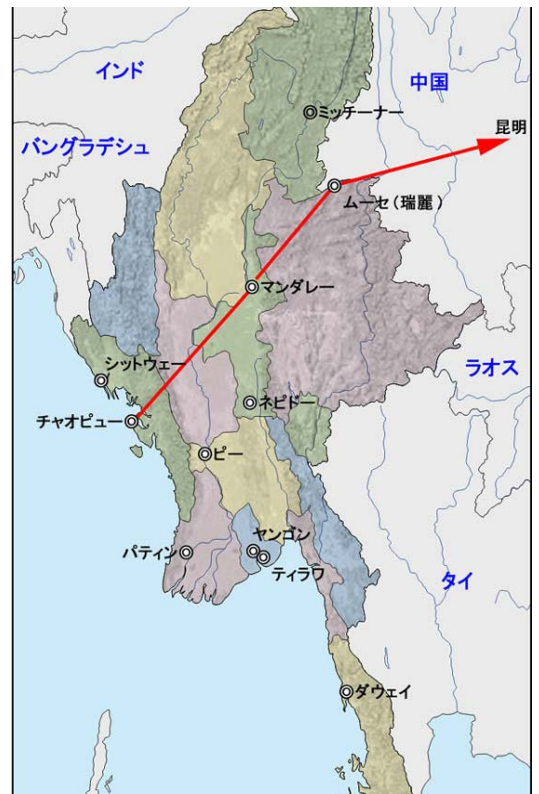 インド
中国
ミッチーナー
昆明
バングラデシュ
ムーセ（瑞麗）
マンダレー
シットウェー
ラオス
ネピドー
チャオピュー
ピー
ヤンゴン
パティン
ティラワ
タイ
ダウェイ